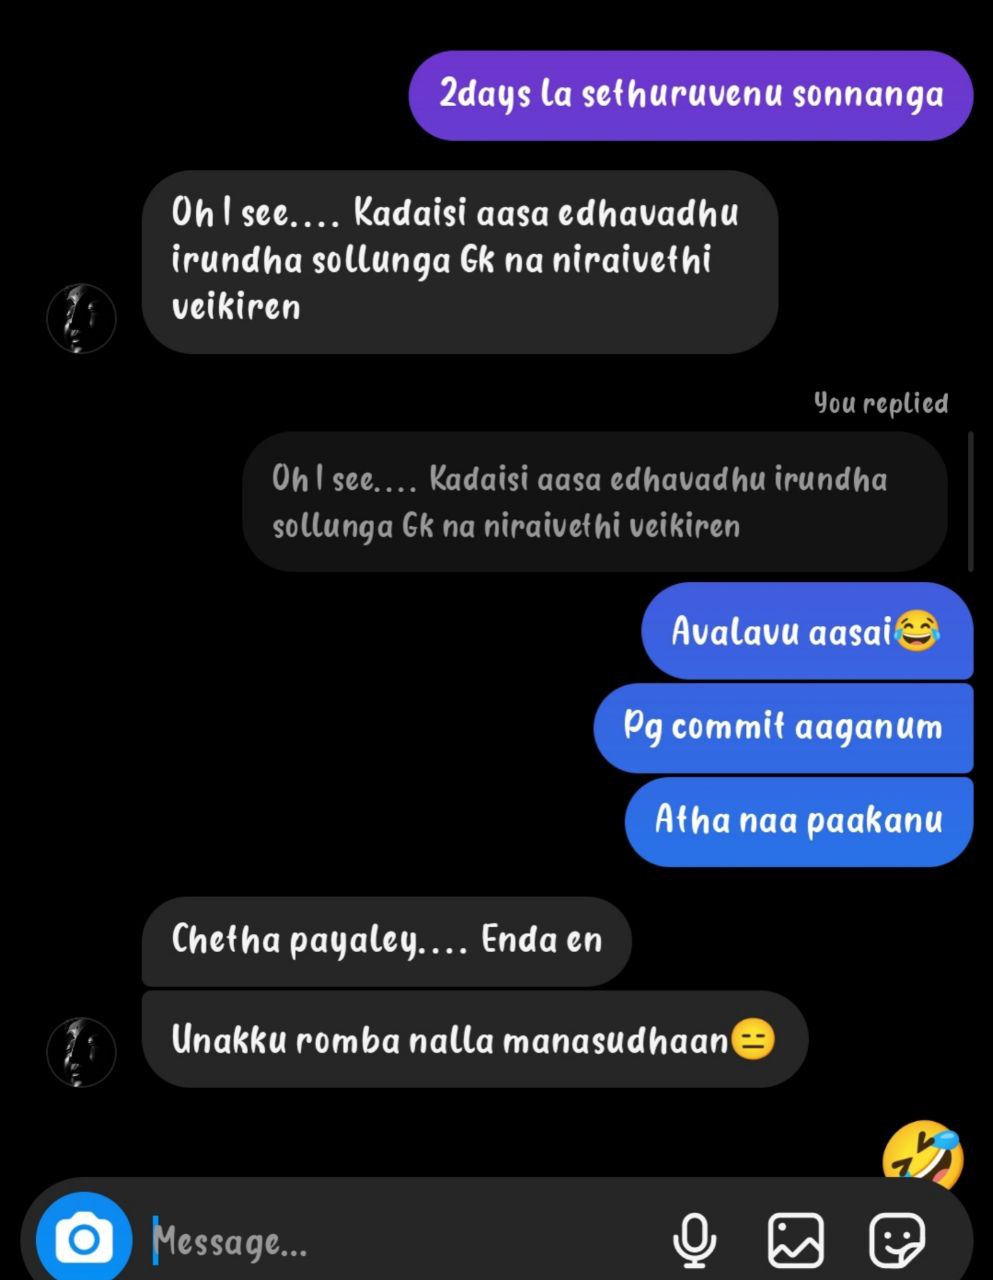 2days la sethuruvenu sonnanga
Oh I see.... Kadaisi aasa edhavadhu
irundha sollunga Gk na niraivethi
veikiren
You replied
Oh I see.... Kadaisi aasa edhavadhu irundha
sollunga Gk na niraivethi veikiren
Avalavu aasai😂
Pg commit aaganum
Atha naa paakanu
Chetha payaley.... Enda en
Unakku romba nalla manasudhaan😑
🤣
Message...